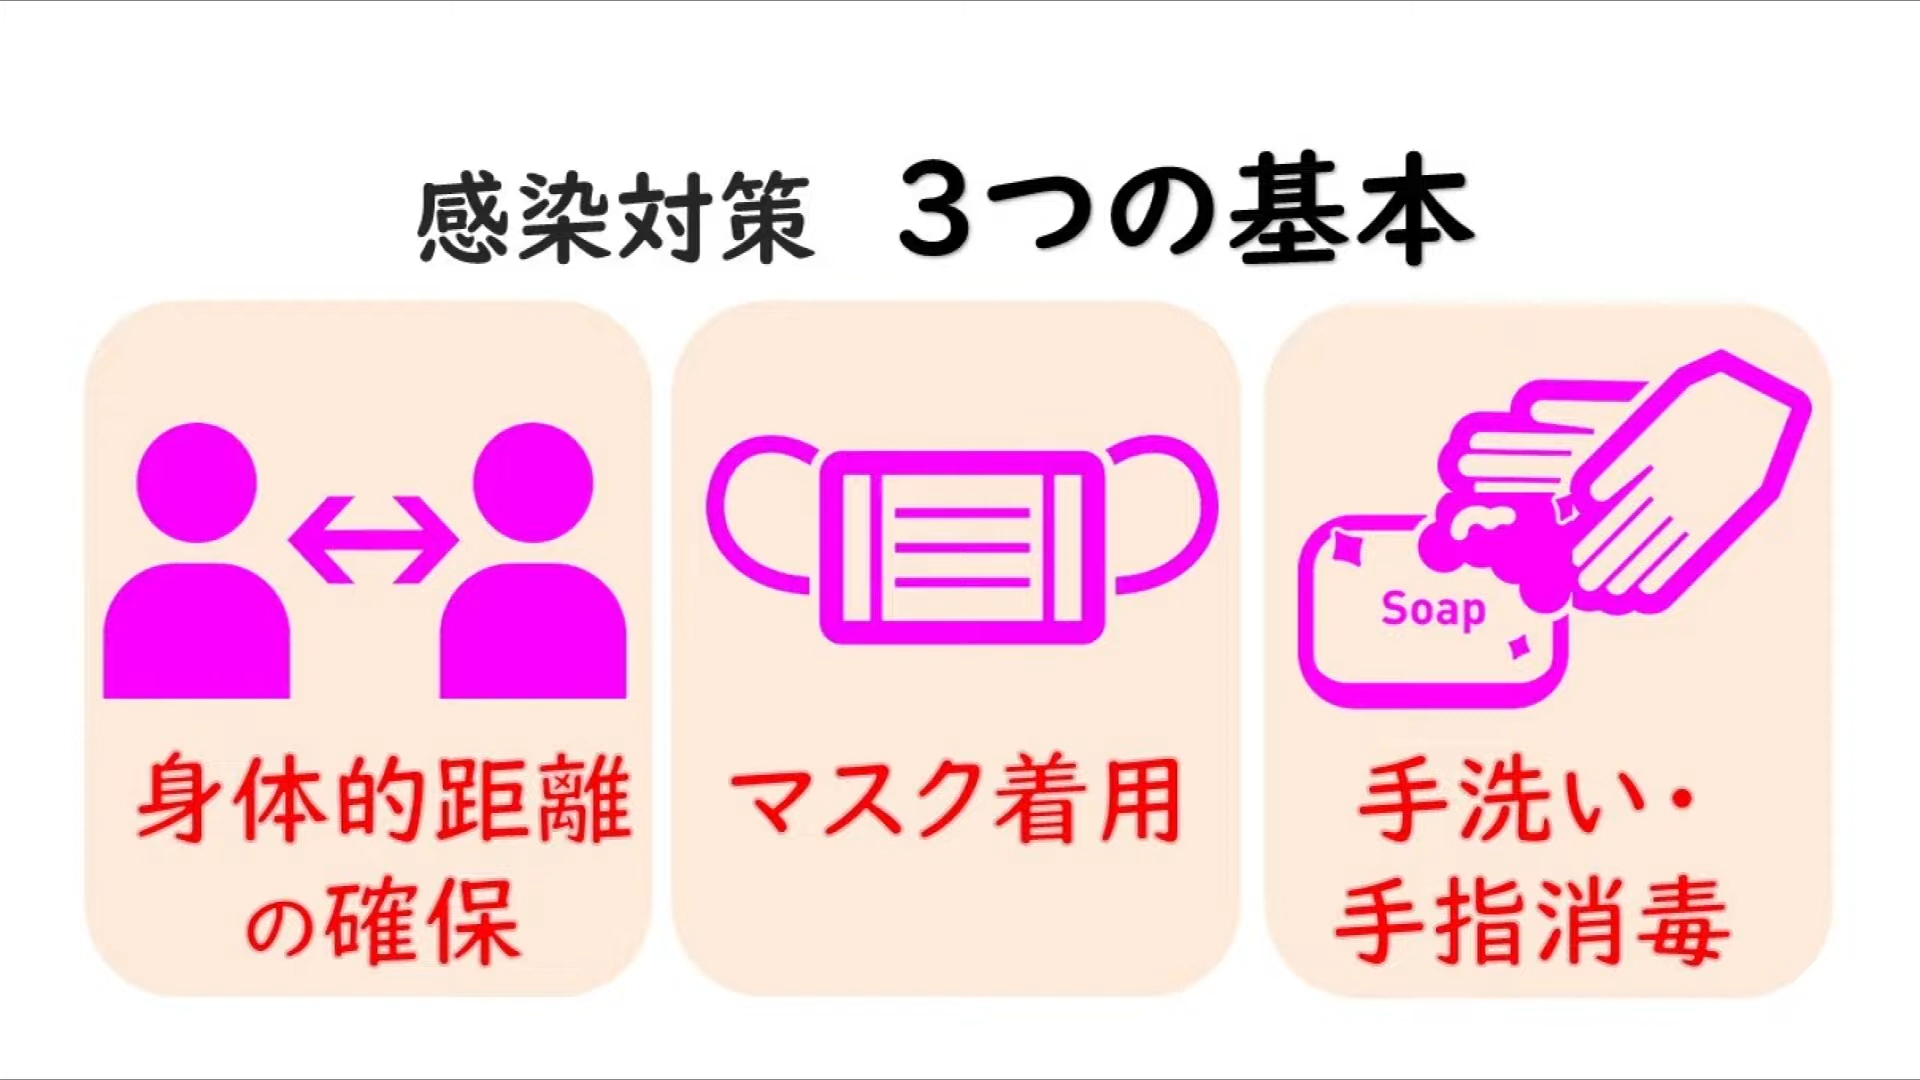 感染対策　3つの基本
身体的距離
の確保
マスク着用
Soap
手洗い・
手指消毒